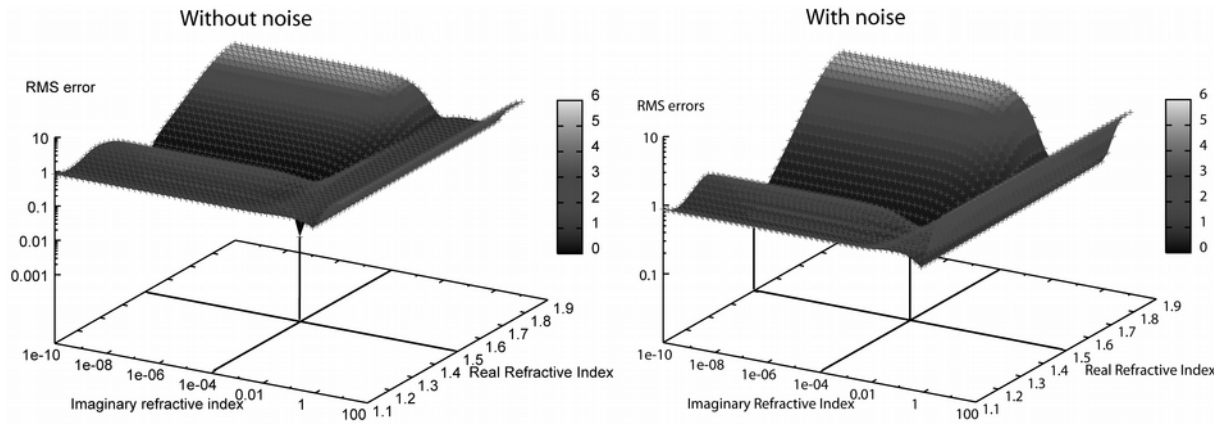 Without noise
RMS error
10
1
0.1
0.01
0.001
6
5
4
3
2
1
0
1e-10
1e-08
1e-06
1e-04
0.01
1
100
Imaginary refractive index
1.1
1.2
1.3
1.4
1.5
1.6
1.7
1.8
1.9
Real Refractive Index
With noise
RMS errors
10
1
0.1
6
5
4
3
2
1
0
1e-10
1e-08
1e-06
1e-04
0.01
1
100
Imaginary Refractive Index
1.1
1.2
1.3
1.4
1.5
1.6
1.7
1.8
1.9
Real Refractive Index